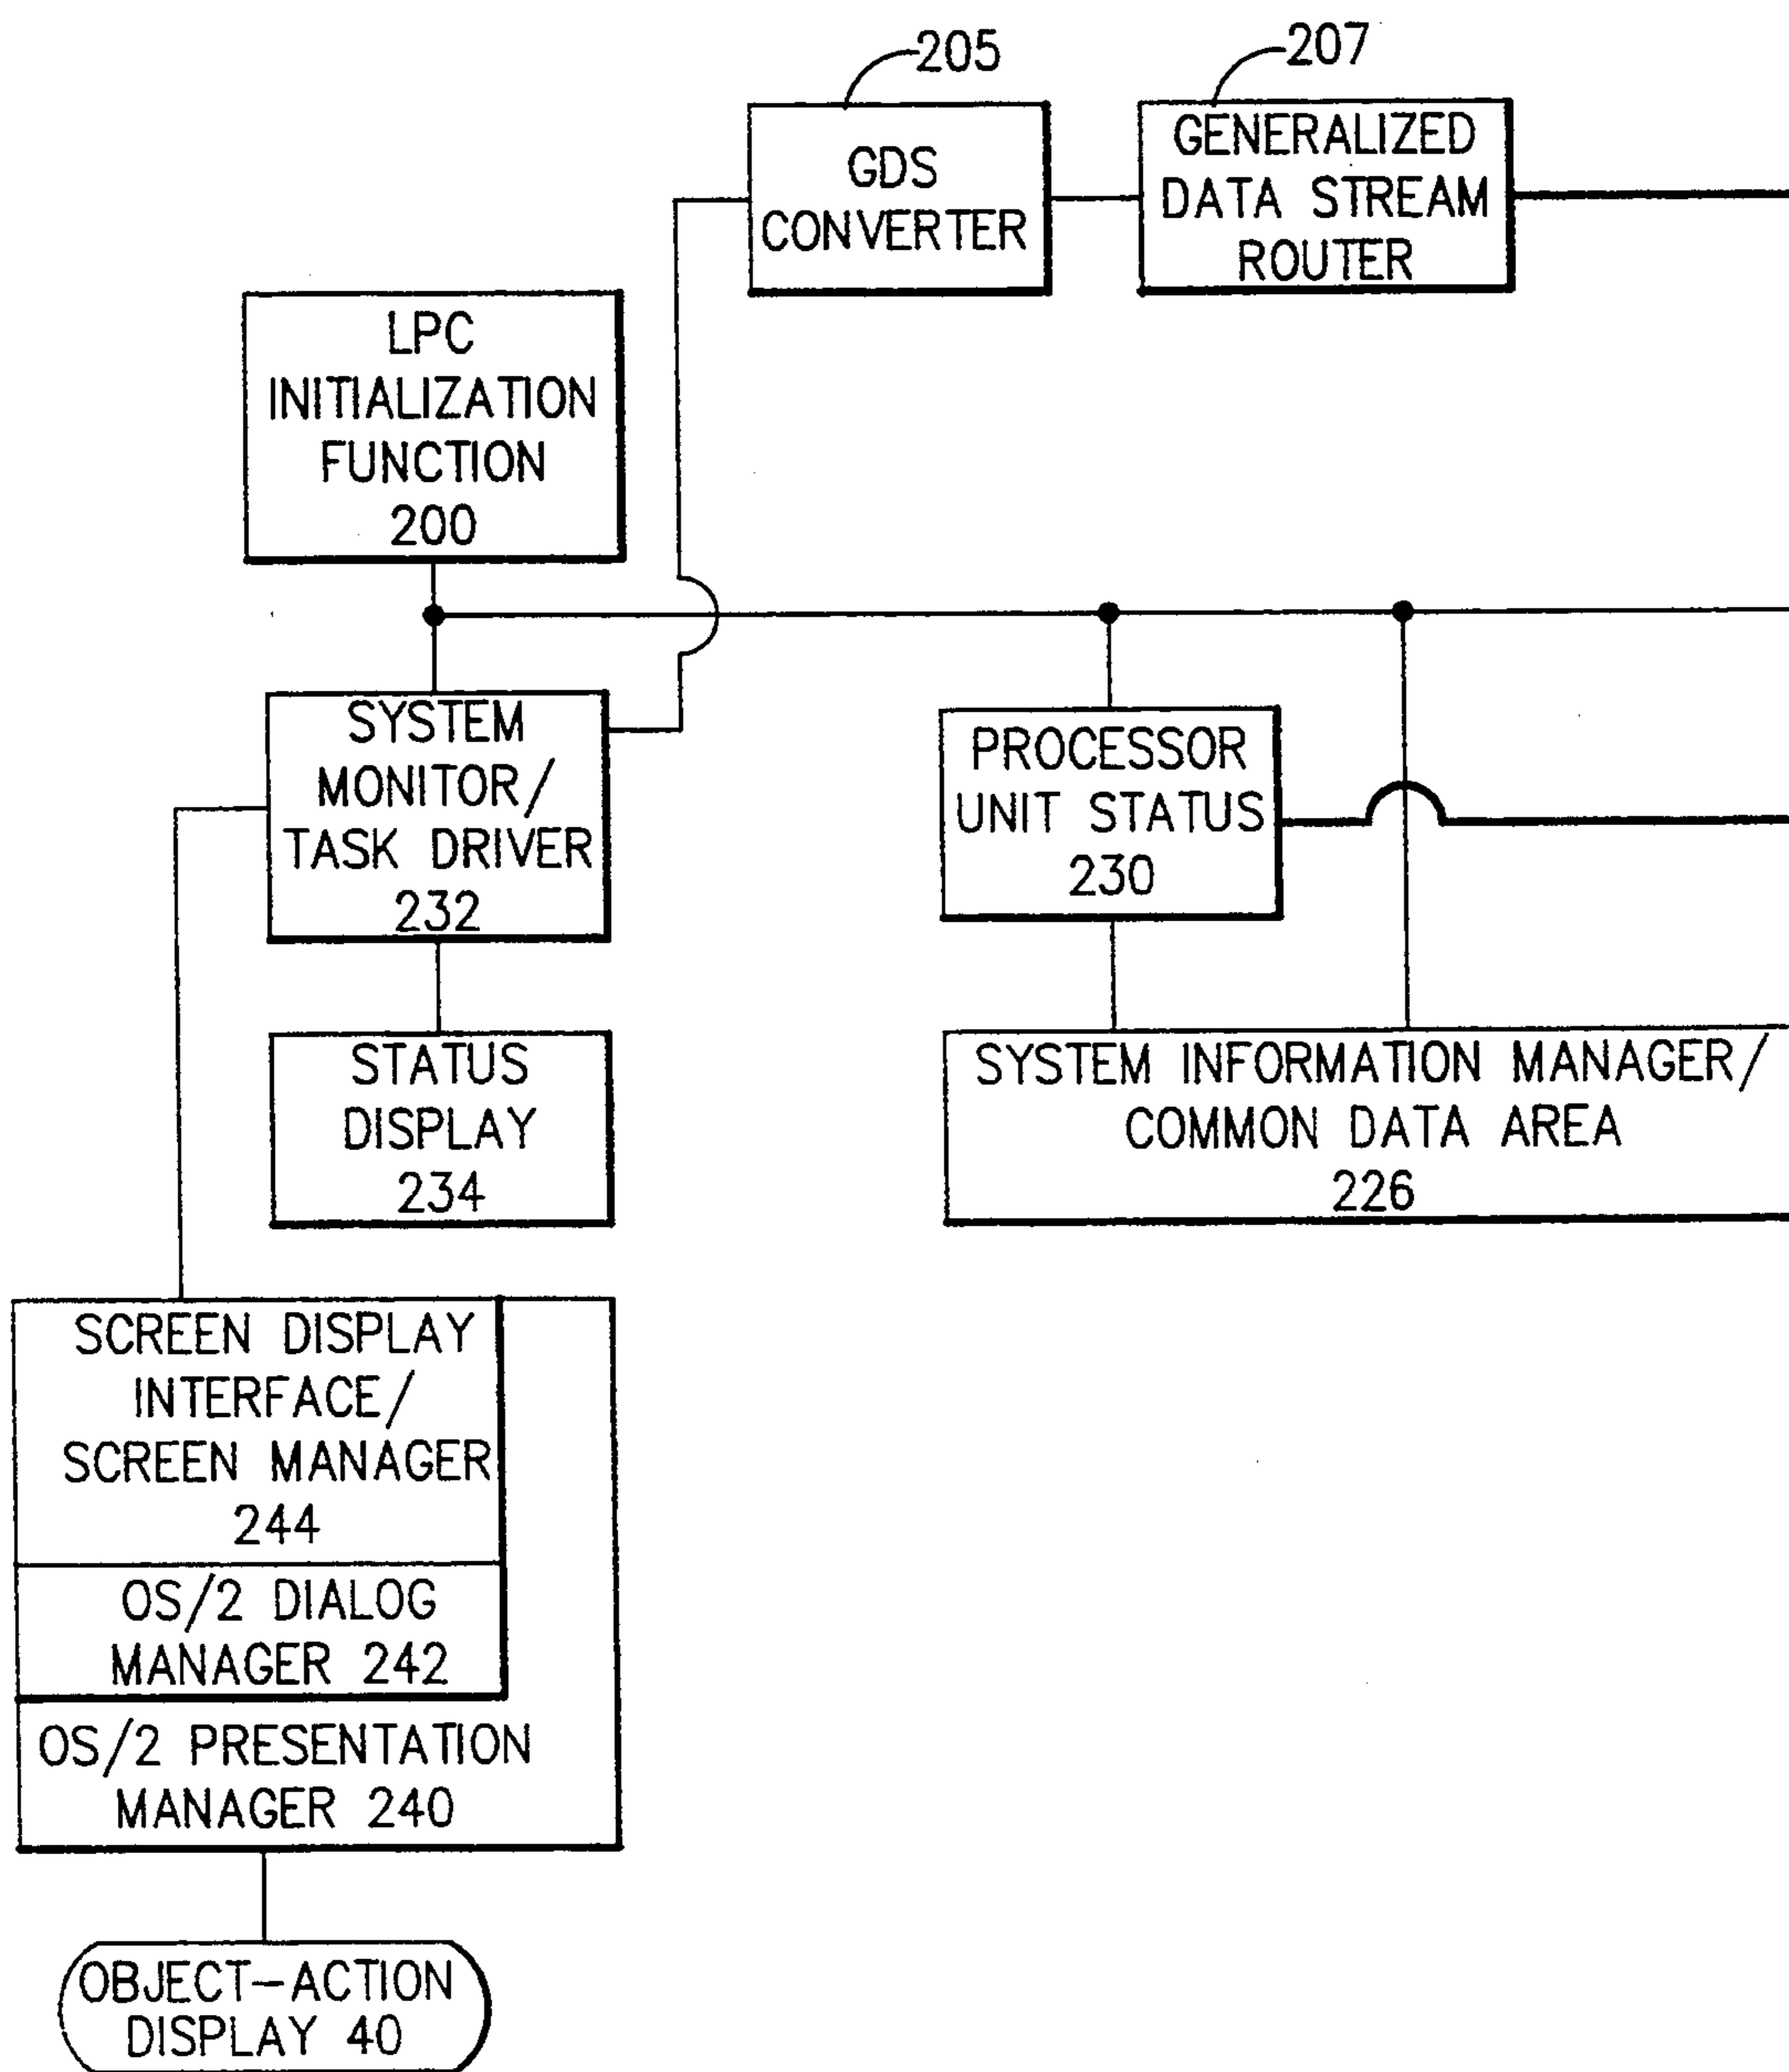 205
207
GDS
CONVERTER
GENERALIZED
DATA STREAM
ROUTER
LPC
INITIALIZATION
FUNCTION
200
SYSTEM
MONITOR/
TASK DRIVER
232
PROCESSOR
UNIT STATUS
230
STATUS
DISPLAY
234
SYSTEM INFORMATION MANAGER/
COMMON DATA AREA
226
SCREEN DISPLAY
INTERFACE/
SCREEN MANAGER
244
OS/2 DIALOG
MANAGER 242
OS/2 PRESENTATION
MANAGER 240
OBJECT-ACTION
DISPLAY 40